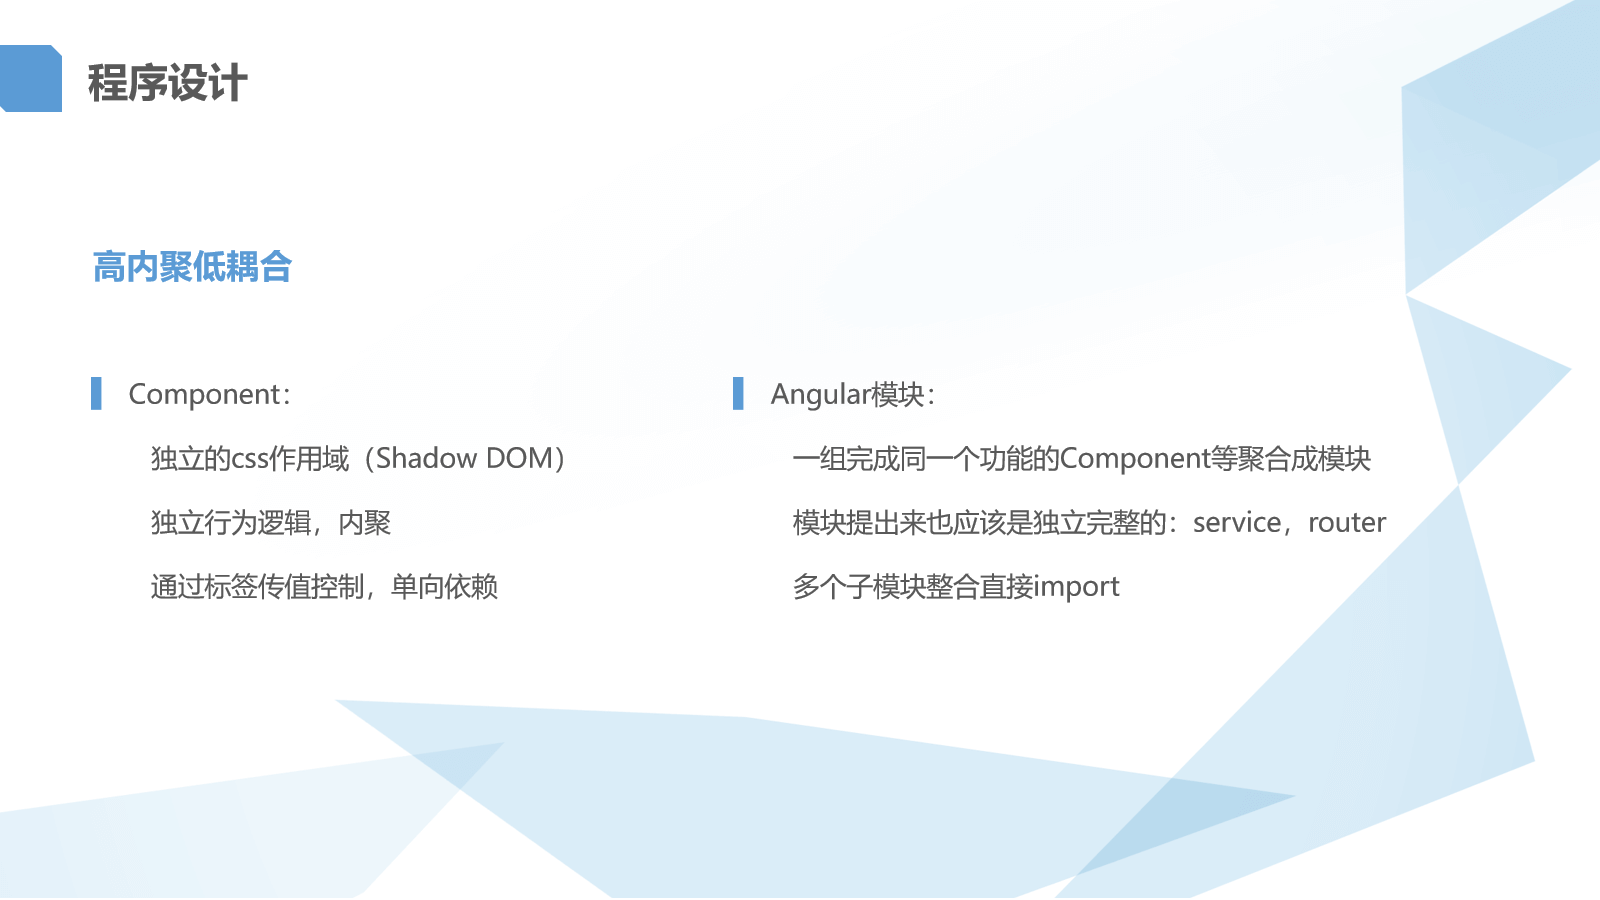 程序设计
高内聚低耦合
Component：
独立的css作用域（Shadow DOM）
独立行为逻辑，内聚
通过标签传值控制，单向依赖
Angular模块：
一组完成同一个功能的Component等聚合成模块
模块提出来也应该是独立完整的：service，router
多个子模块整合直接import